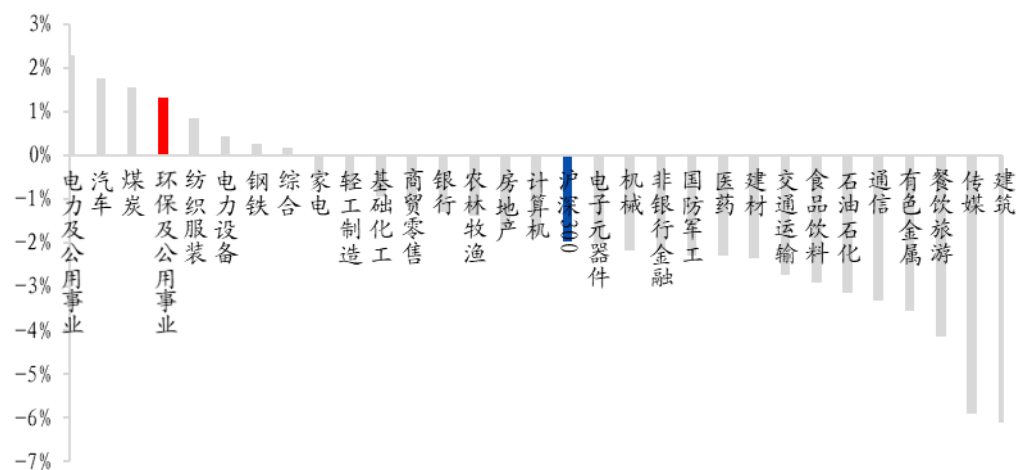 3%
2%
1%
0%
-1%
-2%
-3%
-4%
-5%
-6%
-7%
电力及公用事业
汽车
煤炭
环保及公用事业
纺织服装
电力设备
钢铁
综合
家电
轻工制造
基础化工
商贸零售
银行
农林牧渔
房地产
计算机
沪深300
电子元器件
机械
非银行金融
国防军工
医药
建材
交通运输
食品饮料
石油石化
通信
有色金属
餐饮旅游
传媒
建筑